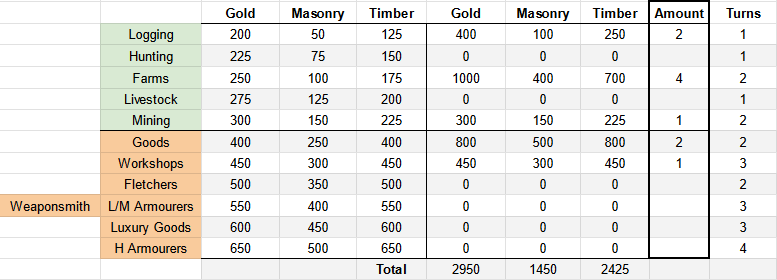 Gold Masonry Timber Gold Masonry Timber Amount Turns
Logging 200 50 125 400 100 250 2 1
Hunting 225 75 150 0 0 0 1
Farms 250 100 175 1000 400 700 4 2
Livestock 275 125 200 0 0 0 1
Mining 300 150 225 300 150 225 1 2
Goods 400 250 400 800 500 800 2 2
Workshops 450 300 450 450 300 450 1 3
Fletchers 500 350 500 0 0 0 2
Weaponsmith L/M Armourers 550 400 550 0 0 0 3
Luxury Goods 600 450 600 0 0 0 3
H Armourers 650 500 650 0 0 0 4
Total 2950 1450 2425